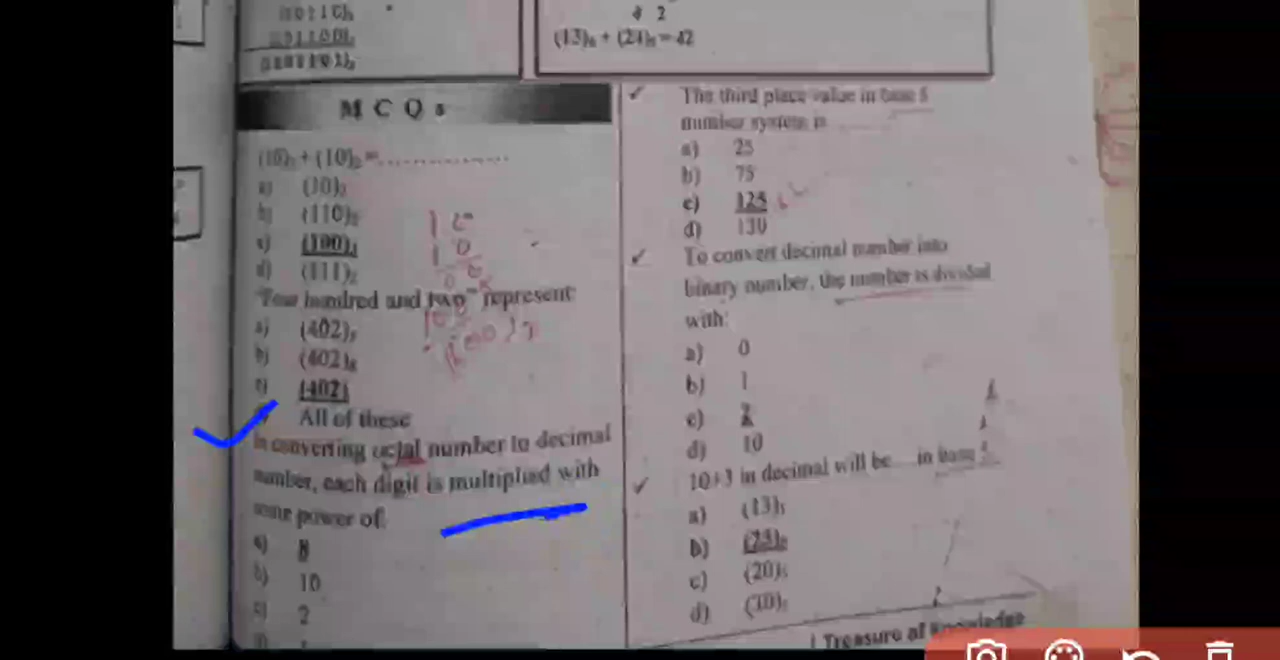 (13)₈ + (24)₈ = 42
M C Q s
(10)₂ + (10)₂ = ..................
a) (10)₂
b) (110)₂
c) (100)₂
d) (111)₂
"Four hundred and two" represent
a) (402)₅
b) (402)₈
c) (402)
All of these
In converting octal number to decimal
number, each digit is multiplied with
some power of:
a) 8
b) 10
c) 2
The third place value in base 5
number system is
a) 25
b) 75
c) 125
d) 130
To convert decimal number into
binary number, the number is divided
with:
a) 0
b) 1
c) 2
d) 10
10+3 in decimal will be....in base 5
a) (13)₅
b) (23)₅
c) (20)₅
d) (10)₅
Treasure of Knowledge